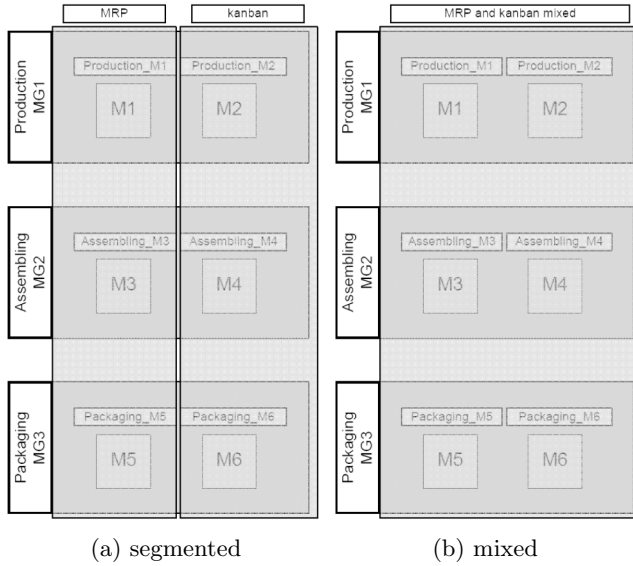 MRP
kanban
MRP and kanban mixed
Production
MG1
Production_M1
Production_M2
M1
M2
Production
MG1
Production_M1
Production_M2
M1
M2
Assembling
MG2
Assembling_M3
Assembling_M4
M3
M4
Assembling
MG2
Assembling_M3
Assembling_M4
M3
M4
Packaging
MG3
Packaging_M5
Packaging_M6
M5
M6
Packaging
MG3
Packaging_M5
Packaging_M6
M5
M6
(a) segmented
(b) mixed